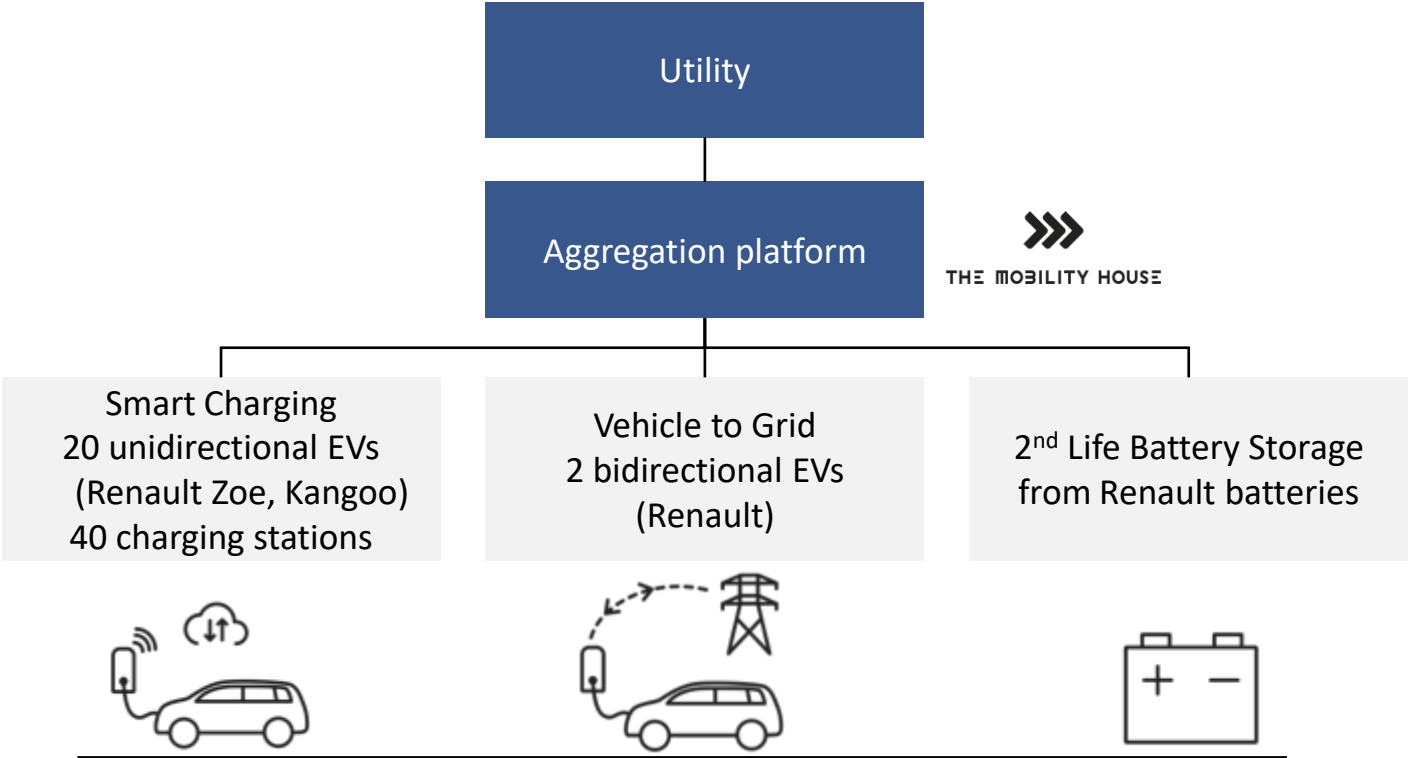 Utility
Aggregation platform
THE MOBILITY HOUSE
Smart Charging
20 unidirectional EVs
(Renault Zoe, Kangoo)
40 charging stations
Vehicle to Grid
2 bidirectional EVs
(Renault)
2nd Life Battery Storage
from Renault batteries